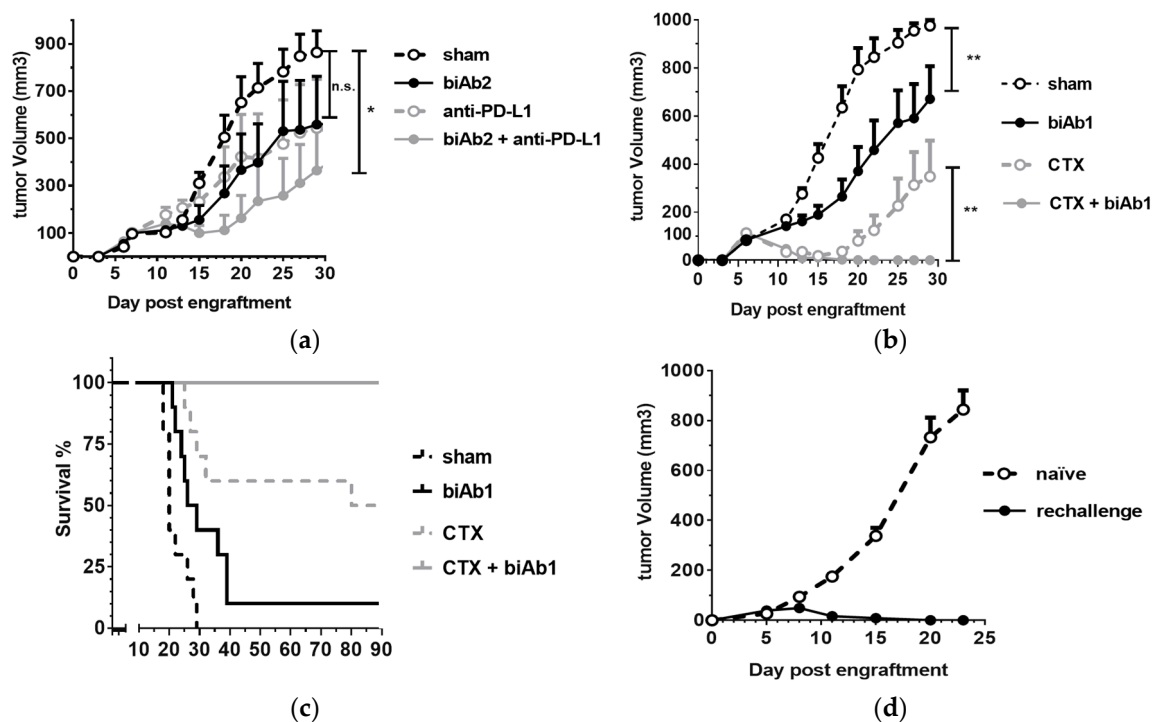 tumor Volume (mm3)
900
700
500
300
100
0 5 10 15 20 25 30
Day post engraftment
n.s.
*
sham
biAb2
anti-PD-L1
biAb2 + anti-PD-L1
(a)
tumor Volume (mm3)
1000
800
600
400
200
100
0
0 5 10 15 20 25 30
Day post engraftment
**
**
sham
biAb1
CTX
CTX + biAb1
(b)
Survival %
100
75
50
25
0
10 20 30 40 50 60 70 80 90
sham
biAb1
CTX
CTX + biAb1
(c)
tumor Volume (mm3)
1000
800
600
400
200
0
0 5 10 15 20 25
Day post engraftment
naïve
rechallenge
(d)